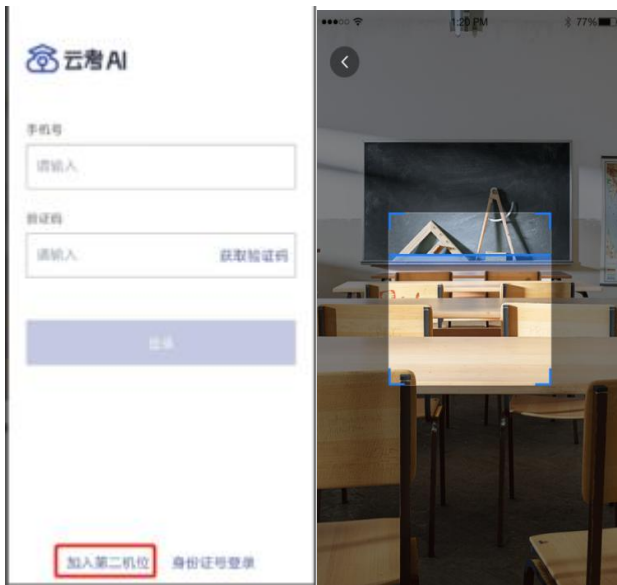 云考AI
手机号
请输入
验证码
请输入 获取验证码
登录
加入第二机位 身份证号登录
1:20 PM 77%